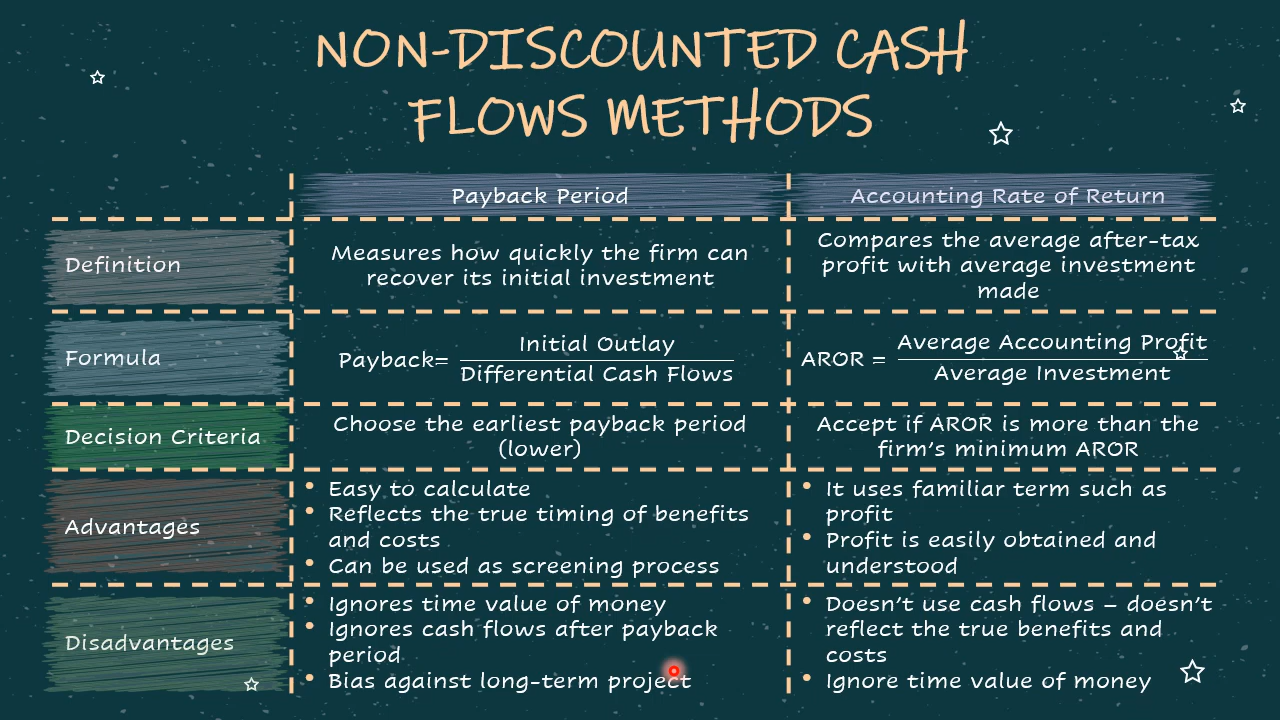 NON-DISCOUNTED CASH
FLOWS METHODS
Payback Period
Accounting Rate of Return
Definition
Measures how quickly the firm can
recover its initial investment
Compares the average after-tax
profit with average investment
made
Formula
Payback= Initial Outlay
Differential Cash Flows
AROR = Average Accounting Profit
Average Investment
Decision Criteria
Choose the earliest payback period
(lower)
Accept if AROR is more than the
firm's minimum AROR
Advantages
• Easy to calculate
• Reflects the true timing of benefits
and costs
• Can be used as screening process
• It uses familiar term such as
profit
• Profit is easily obtained and
understood
Disadvantages
• Ignores time value of money
• Ignores cash flows after payback
period
• Bias against long-term project
• Doesn't use cash flows – doesn't
reflect the true benefits and
costs
• Ignore time value of money